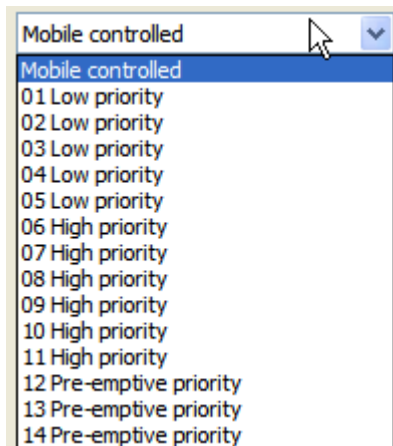 Mobile controlled
Mobile controlled
01 Low priority
02 Low priority
03 Low priority
04 Low priority
05 Low priority
06 High priority
07 High priority
08 High priority
09 High priority
10 High priority
11 High priority
12 Pre-emptive priority
13 Pre-emptive priority
14 Pre-emptive priority